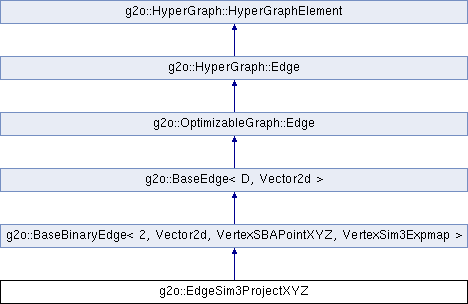 g2o::HyperGraph::HyperGraphElement
g2o::HyperGraph::Edge
g2o::OptimizableGraph::Edge
g2o::BaseEdge< D, Vector2d >
g2o::BaseBinaryEdge< 2, Vector2d, VertexSBAPointXYZ, VertexSim3Expmap >
g2o::EdgeSim3ProjectXYZ